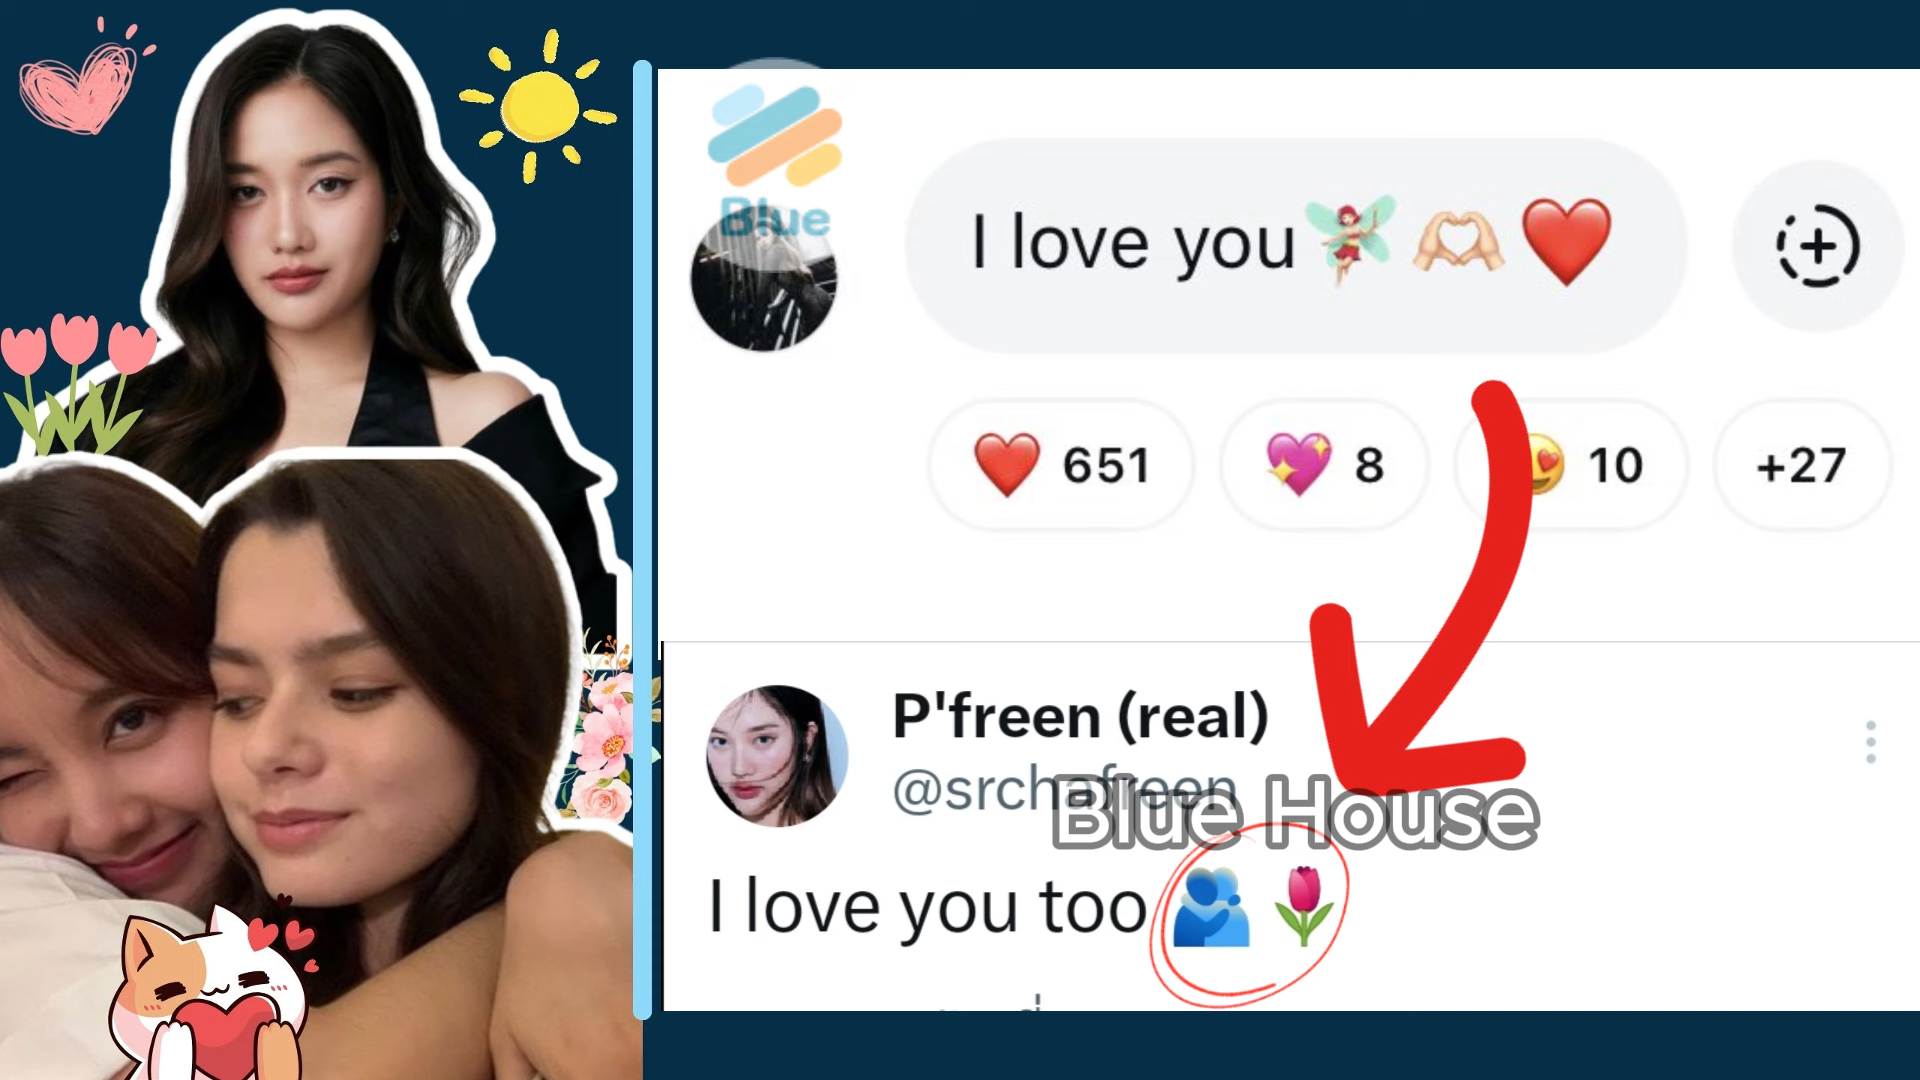 Blue
I love you🧚‍♀️🫶🏻❤️
❤️ 651 💖 8 😍 10 +27
P'freen (real)
@srchafreen
Blue House
I love you too 🫂🌷